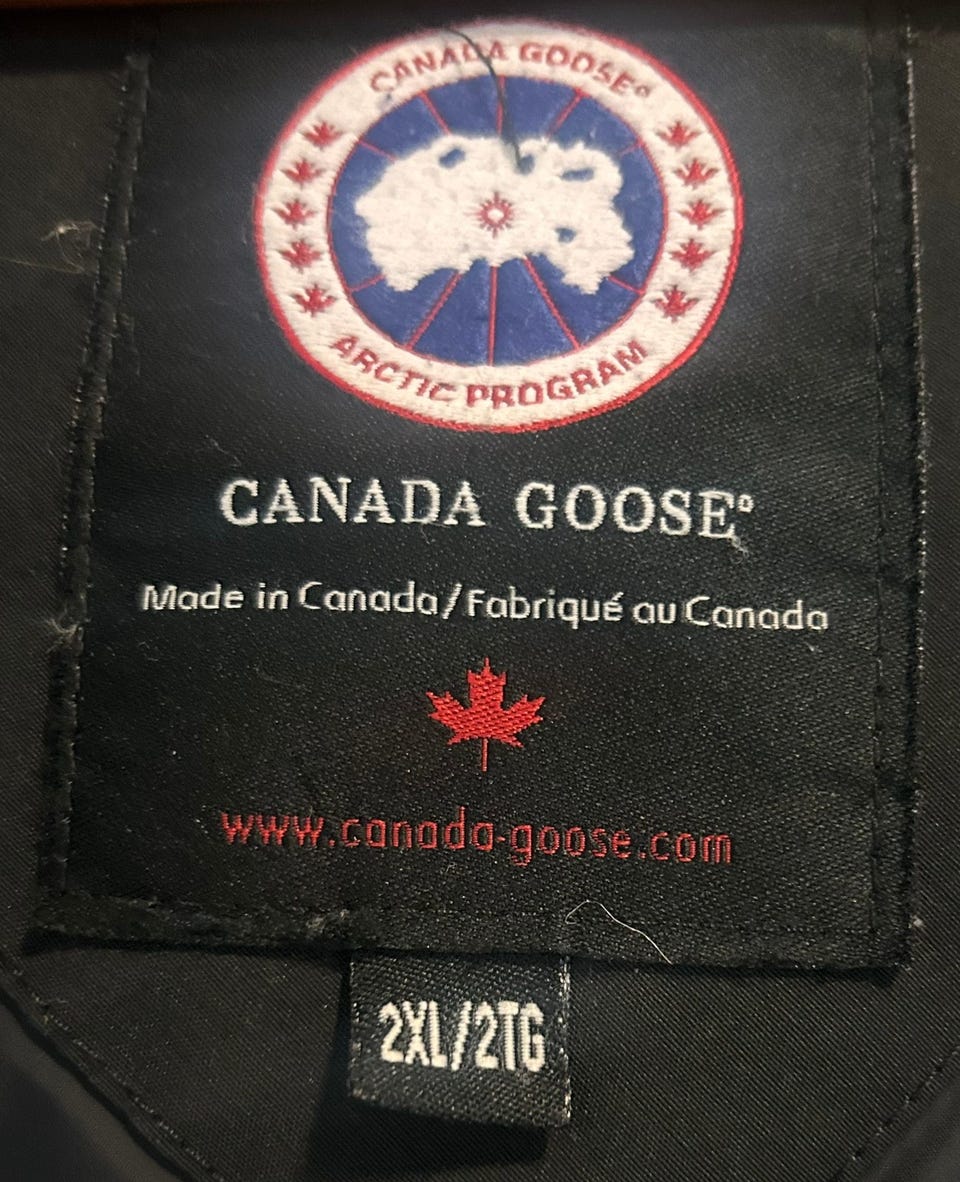 CANADA GOOSE®
ARCTIC PROGRAM
CANADA GOOSE®
Made in Canada/Fabriqué au Canada
www.canada-goose.com
2XL/2TG